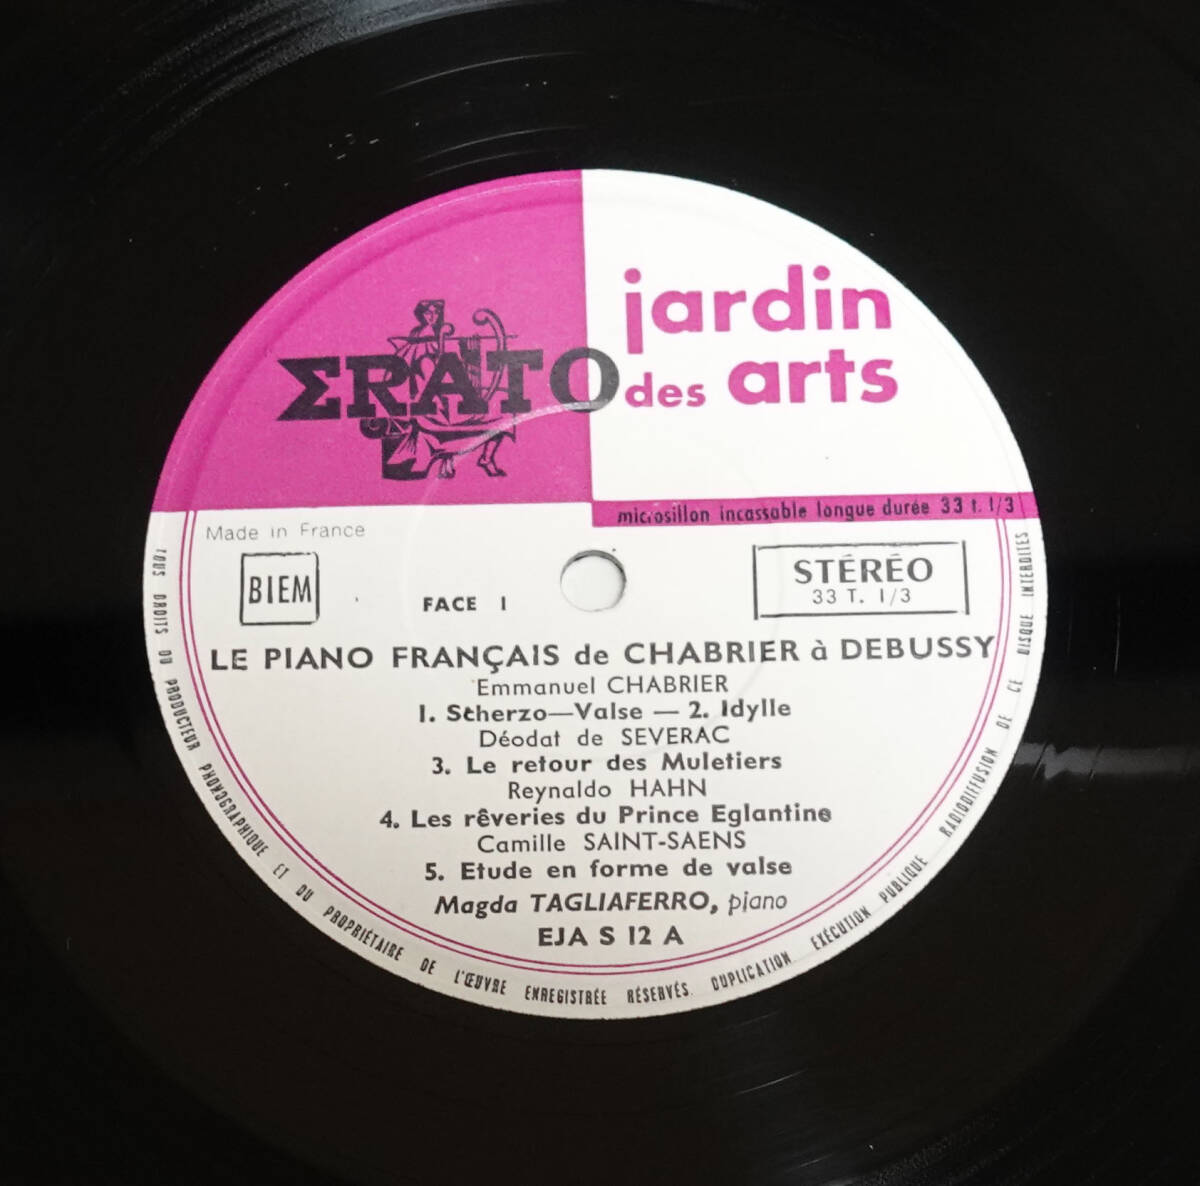 ΣRATO
jardin
des arts
microsillon incassable longue durée 33 t. 1/3
Made in France
BIEM
FACE 1
STÉRÉO
33 T. 1/3
LE PIANO FRANÇAIS de CHABRIER à DEBUSSY
Emmanuel CHABRIER
1. Scherzo—Valse — 2. Idylle
Déodat de SEVERAC
3. Le retour des Muletiers
Reynaldo HAHN
4. Les rêveries du Prince Eglantine
Camille SAINT-SAENS
5. Etude en forme de valse
Magda TAGLIAFERRO, piano
EJA S 12 A
TOUS DROITS DU PRODUCTEUR PHONOGRAPHIQUE ET DU PROPRIÉTAIRE DE L'ŒUVRE ENREGISTRÉE RÉSERVÉS. DUPLICATION EXÉCUTION PUBLIQUE RADIODIFFUSION DE CE DISQUE INTERDITES